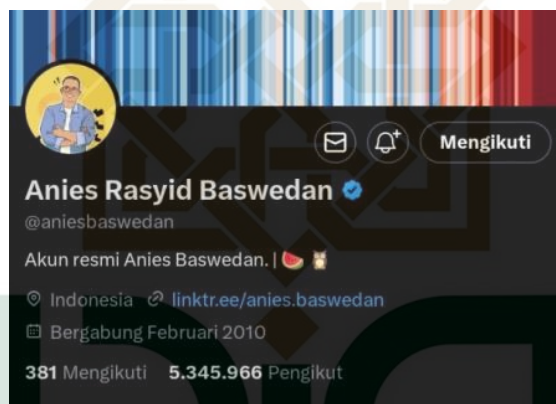 Mengikuti
Anies Rasyid Baswedan
@aniesbaswedan
Akun resmi Anies Baswedan. | 🍉 🦉
Indonesia linktr.ee/anies.baswedan
Bergabung Februari 2010
381 Mengikuti 5.345.966 Pengikut